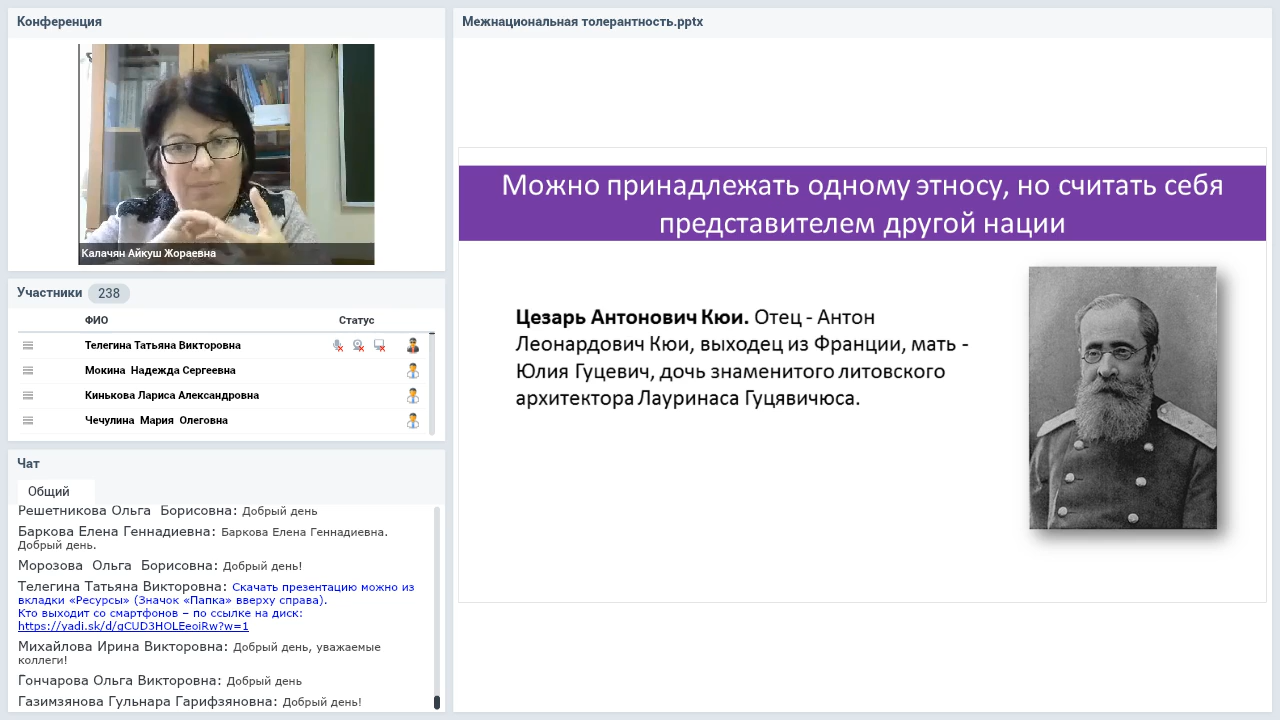 Конференция
Калачян Айкуш Жораевна
Участники 238
ФИО Статус
Телегина Татьяна Викторовна
Мокина Надежда Сергеевна
Кинькова Лариса Александровна
Чечулина Мария Олеговна
Чат
Общий
Решетникова Ольга Борисовна: Добрый день
Баркова Елена Геннадиевна: Баркова Елена Геннадиевна.
Добрый день.
Морозова Ольга Борисовна: Добрый день!
Телегина Татьяна Викторовна: Скачать презентацию можно из
вкладки «Ресурсы» (Значок «Папка» вверху справа).
Кто выходит со смартфонов – по ссылке на диск:
https://yadi.sk/d/gCUD3HOLEeoiRw?w=1
Михайлова Ирина Викторовна: Добрый день, уважаемые
коллеги!
Гончарова Ольга Викторовна: Добрый день
Газимзянова Гульнара Гарифзяновна: Добрый день!
Межнациональная толерантность.pptx
Можно принадлежать одному этносу, но считать себя
представителем другой нации
Цезарь Антонович Кюи. Отец - Антон
Леонардович Кюи, выходец из Франции, мать -
Юлия Гуцевич, дочь знаменитого литовского
архитектора Лауринаса Гуцявичюса.